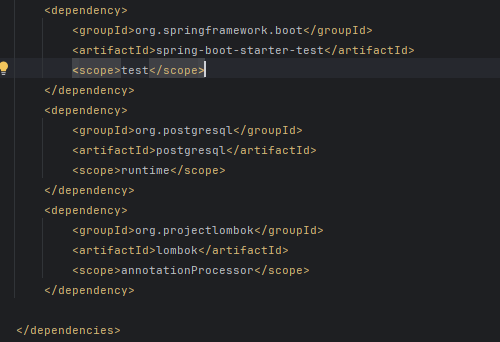 <dependency>
<groupId>org.springframework.boot</groupId>
<artifactId>spring-boot-starter-test</artifactId>
<scope>test</scope>
</dependency>
<dependency>
<groupId>org.postgresql</groupId>
<artifactId>postgresql</artifactId>
<scope>runtime</scope>
</dependency>
<dependency>
<groupId>org.projectlombok</groupId>
<artifactId>lombok</artifactId>
<scope>annotationProcessor</scope>
</dependency>
</dependencies>